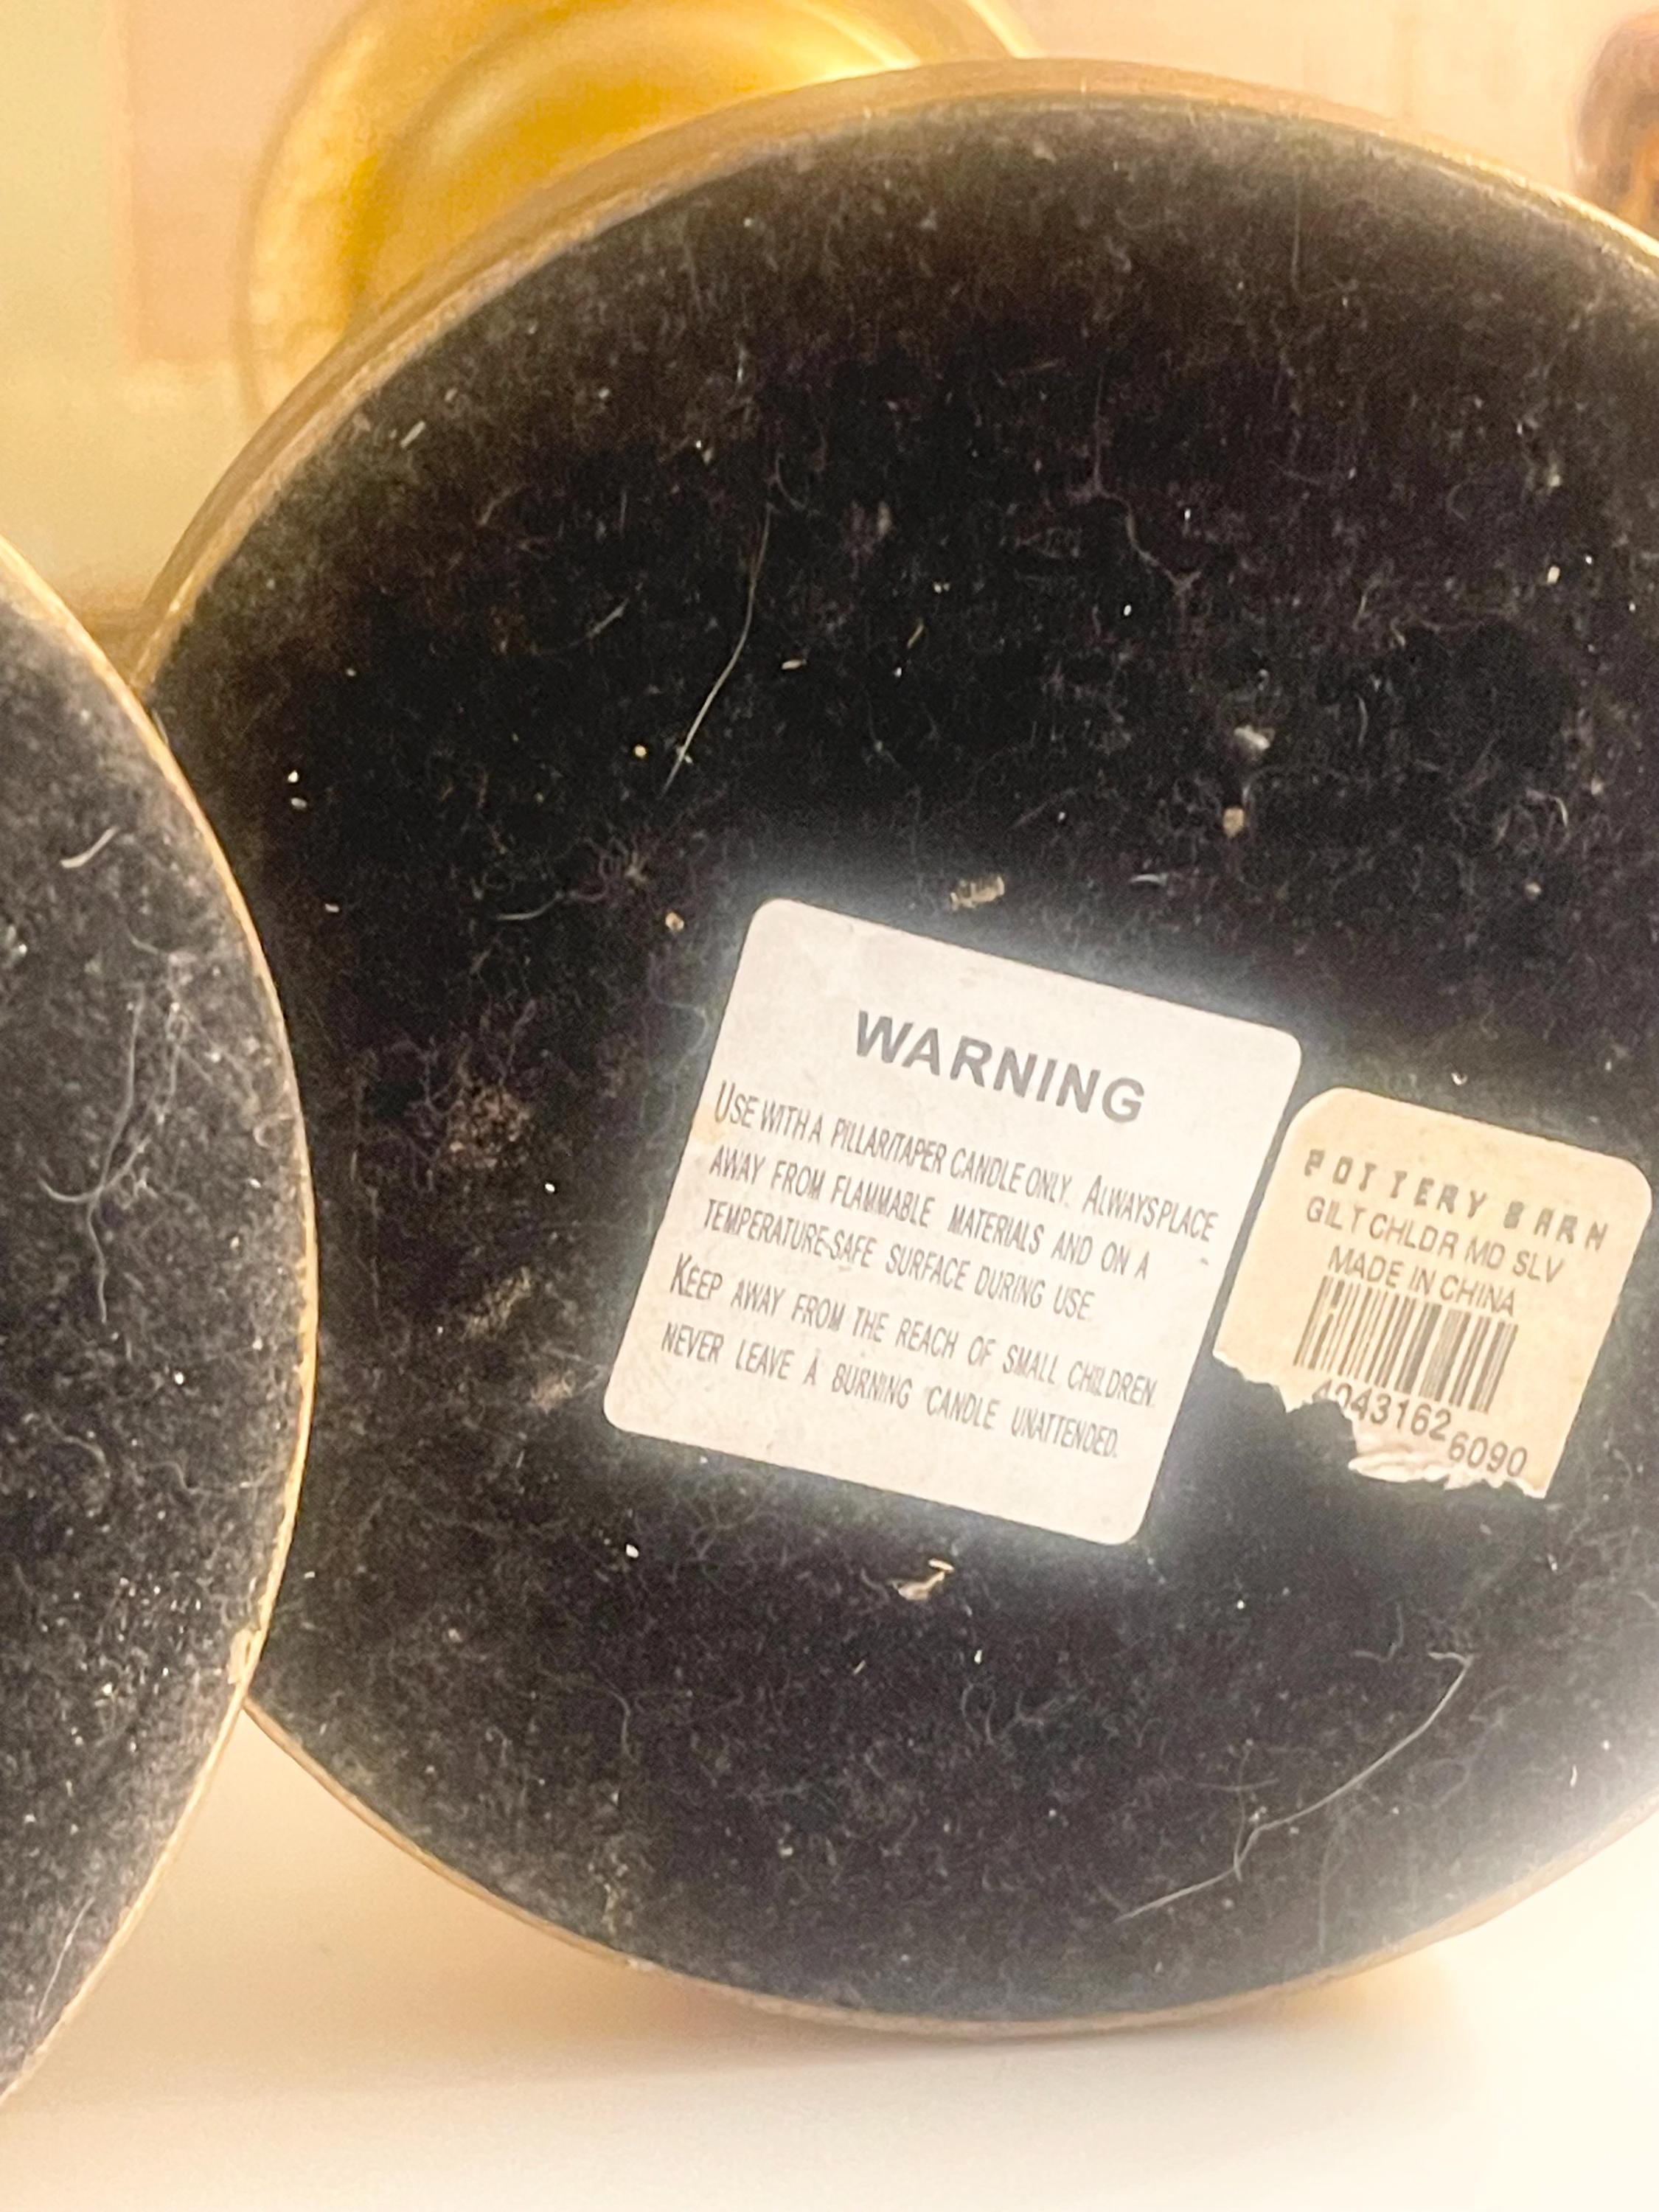 WARNING
USE WITH A PILLAR/TAPER CANDLE ONLY. ALWAYS PLACE
AWAY FROM FLAMMABLE MATERIALS AND ON A
TEMPERATURE-SAFE SURFACE DURING USE.
KEEP AWAY FROM THE REACH OF SMALL CHILDREN.
NEVER LEAVE A BURNING CANDLE UNATTENDED.
POTTERY BARN
GILT CHLDR MD SLV
MADE IN CHINA
4043162
6090